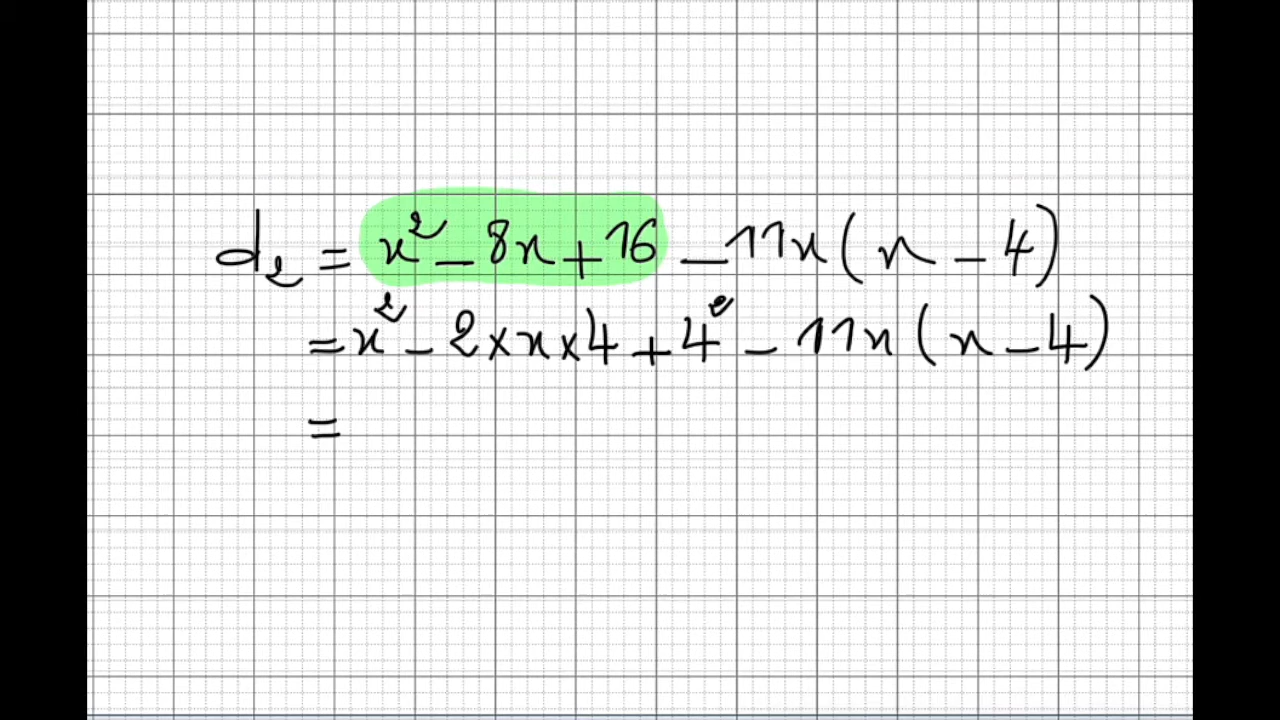 d₂ = x² - 8x + 16 - 11x(x - 4)
= x² - 2 × x × 4 + 4² - 11x(x - 4)
=